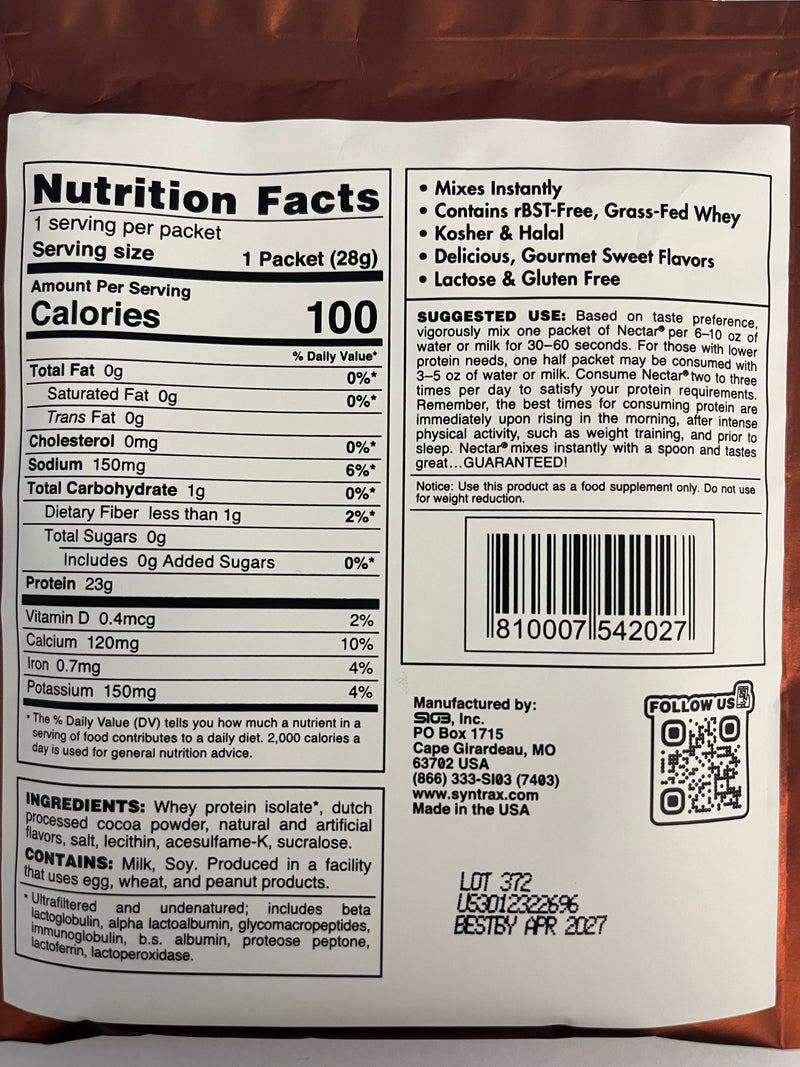 Nutrition Facts
1 serving per packet
Serving size 1 Packet (28g)
Amount Per Serving
Calories 100
% Daily Value*
Total Fat 0g 0%*
Saturated Fat 0g 0%*
Trans Fat 0g
Cholesterol 0mg 0%*
Sodium 150mg 6%*
Total Carbohydrate 1g 0%*
Dietary Fiber less than 1g 2%*
Total Sugars 0g
Includes 0g Added Sugars 0%*
Protein 23g
Vitamin D 0.4mcg 2%
Calcium 120mg 10%
Iron 0.7mg 4%
Potassium 150mg 4%
* The % Daily Value (DV) tells you how much a nutrient in a
serving of food contributes to a daily diet. 2,000 calories a
day is used for general nutrition advice.
INGREDIENTS: Whey protein isolate*, dutch
processed cocoa powder, natural and artificial
flavors, salt, lecithin, acesulfame-K, sucralose.
CONTAINS: Milk, Soy. Produced in a facility
that uses egg, wheat, and peanut products.
* Ultrafiltered and undenatured; includes beta
lactoglobulin, alpha lactoalbumin, glycomacropeptides,
immunoglobulin, b.s. albumin, proteose peptone,
lactoferrin, lactoperoxidase.
• Mixes Instantly
• Contains rBST-Free, Grass-Fed Whey
• Kosher & Halal
• Delicious, Gourmet Sweet Flavors
• Lactose & Gluten Free
SUGGESTED USE: Based on taste preference,
vigorously mix one packet of Nectar® per 6–10 oz of
water or milk for 30–60 seconds. For those with lower
protein needs, one half packet may be consumed with
3–5 oz of water or milk. Consume Nectar® two to three
times per day to satisfy your protein requirements.
Remember, the best times for consuming protein are
immediately upon rising in the morning, after intense
physical activity, such as weight training, and prior to
sleep. Nectar® mixes instantly with a spoon and tastes
great...GUARANTEED!
Notice: Use this product as a food supplement only. Do not use
for weight reduction.
810007 542027
Manufactured by:
SI03, Inc.
PO Box 1715
Cape Girardeau, MO
63702 USA
(866) 333-SI03 (7403)
www.syntrax.com
Made in the USA
FOLLOW US
LOT 372
US3012322696
BESTBY APR 2027